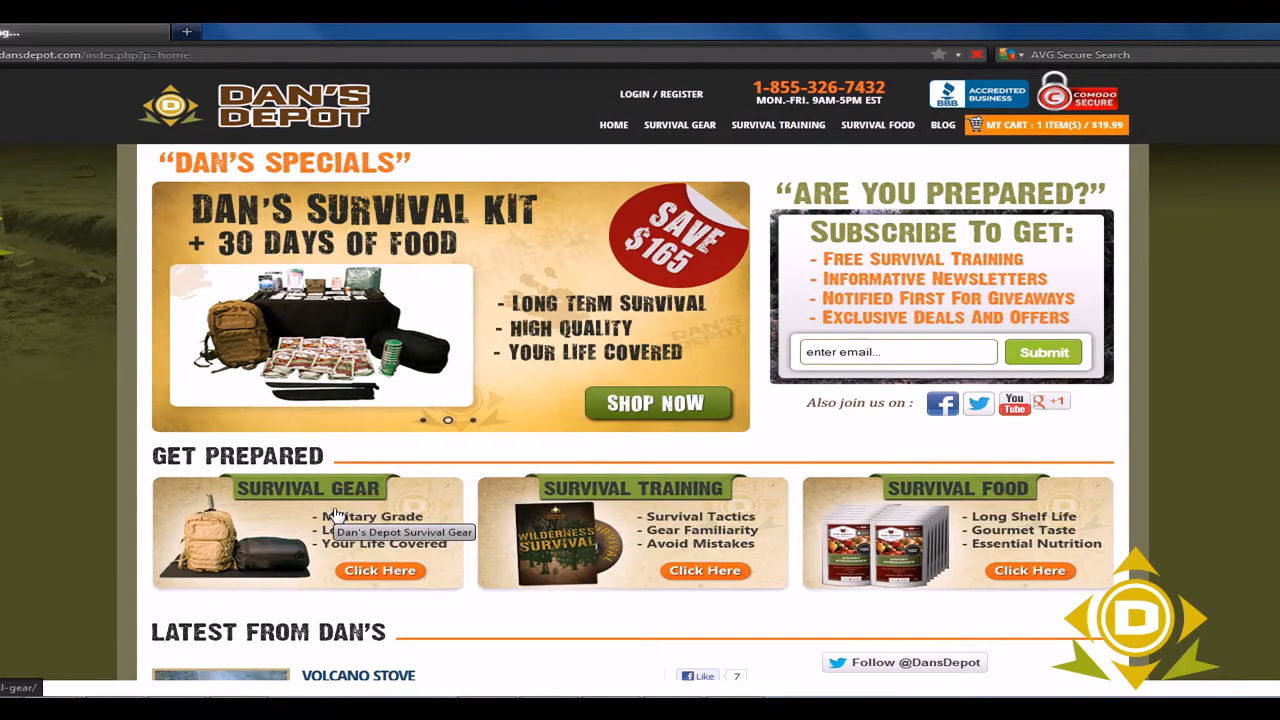 dansdepot.com/index.php?p=home
AVG Secure Search
D
DAN'S
DEPOT
LOGIN / REGISTER
1-855-326-7432
MON.-FRI. 9AM-5PM EST
BBB
ACCREDITED
BUSINESS
COMODO
SECURE
HOME
SURVIVAL GEAR
SURVIVAL TRAINING
SURVIVAL FOOD
BLOG
MY CART : 1 ITEM(S) / $19.99
"DAN'S SPECIALS"
DAN'S SURVIVAL KIT
+ 30 DAYS OF FOOD
SAVE
$165
- LONG TERM SURVIVAL
- HIGH QUALITY
- YOUR LIFE COVERED
SHOP NOW
"ARE YOU PREPARED?"
SUBSCRIBE TO GET:
- FREE SURVIVAL TRAINING
- INFORMATIVE NEWSLETTERS
- NOTIFIED FIRST FOR GIVEAWAYS
- EXCLUSIVE DEALS AND OFFERS
enter email...
Submit
Also join us on :
You
Tube
+1
GET PREPARED
SURVIVAL GEAR
- Military Grade
Dan's Depot Survival Gear
- Your Life Covered
Click Here
SURVIVAL TRAINING
WILDERNESS
SURVIVAL
- Survival Tactics
- Gear Familiarity
- Avoid Mistakes
Click Here
SURVIVAL FOOD
- Long Shelf Life
- Gourmet Taste
- Essential Nutrition
Click Here
LATEST FROM DAN'S
VOLCANO STOVE
Like
7
Follow @DansDepot
D
l-gear/